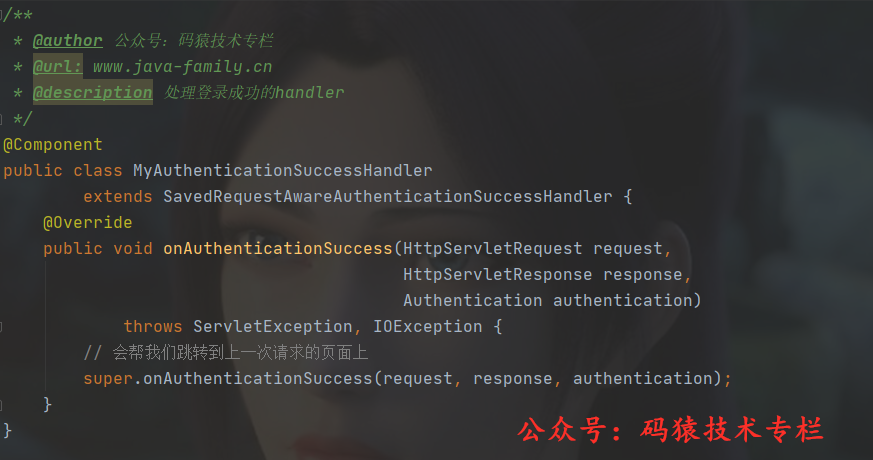 /**
 * @author 公众号：码猿技术专栏
 * @url: www.java-family.cn
 * @description 处理登录成功的handler
 */
@Component
public class MyAuthenticationSuccessHandler
        extends SavedRequestAwareAuthenticationSuccessHandler {
    @Override
    public void onAuthenticationSuccess(HttpServletRequest request,
                                        HttpServletResponse response,
                                        Authentication authentication)
            throws ServletException, IOException {
        // 会帮我们跳转到上一次请求的页面上
        super.onAuthenticationSuccess(request, response, authentication);
    }
}
公众号：码猿技术专栏